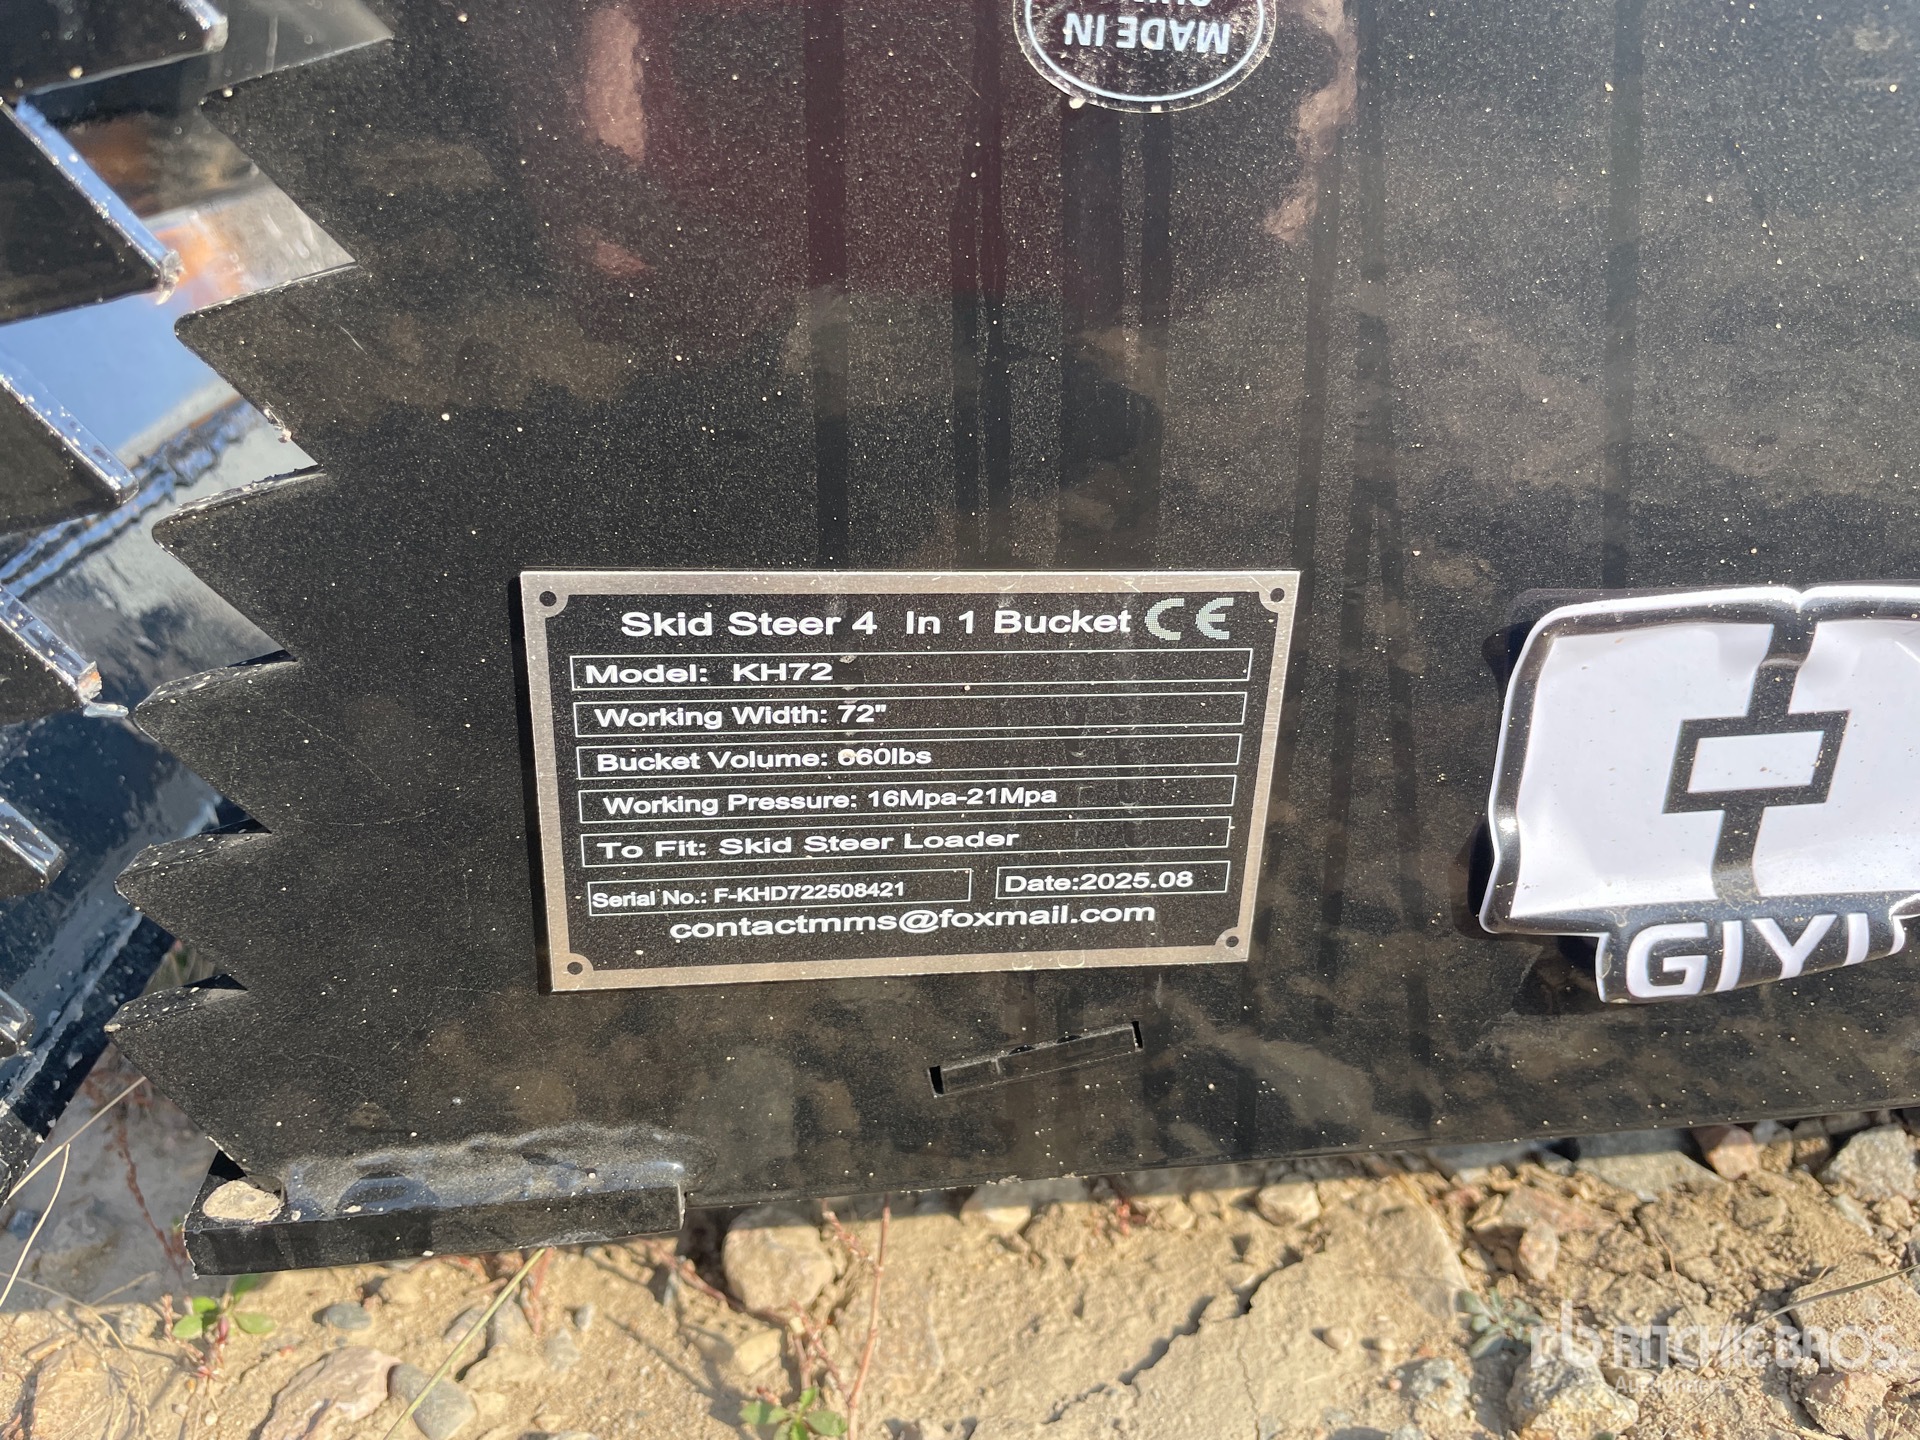 MADE IN
Skid Steer 4 In 1 Bucket CE
Model: KH72
Working Width: 72"
Bucket Volume: 660lbs
Working Pressure: 16Mpa-21Mpa
To Fit: Skid Steer Loader
Serial No.: F-KHD722508421
Date:2025.08
contactmms@foxmail.com
GIYI
rb RITCHIE BROS.
Auctioneers